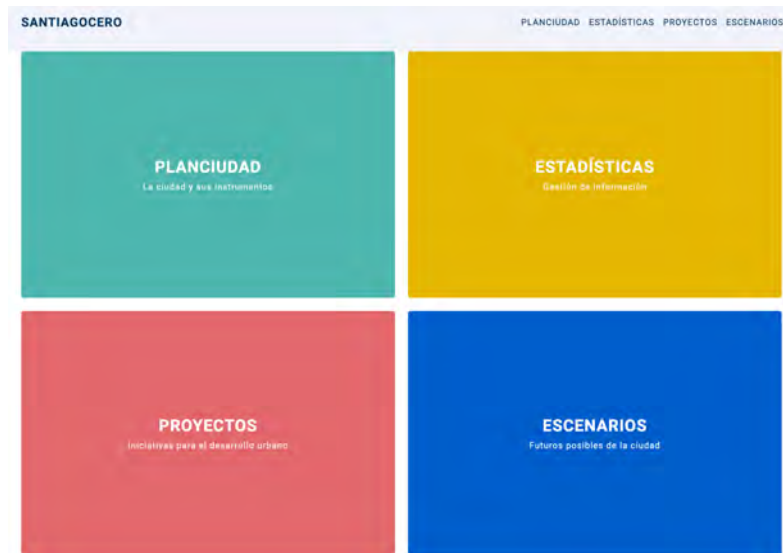 SANTIAGOCERO
PLANCIUDAD ESTADÍSTICAS PROYECTOS ESCENARIOS
PLANCIUDAD
La ciudad y sus instrumentos
ESTADÍSTICAS
Gestión de información
PROYECTOS
Iniciativas para el desarrollo urbano
ESCENARIOS
Futuros posibles de la ciudad